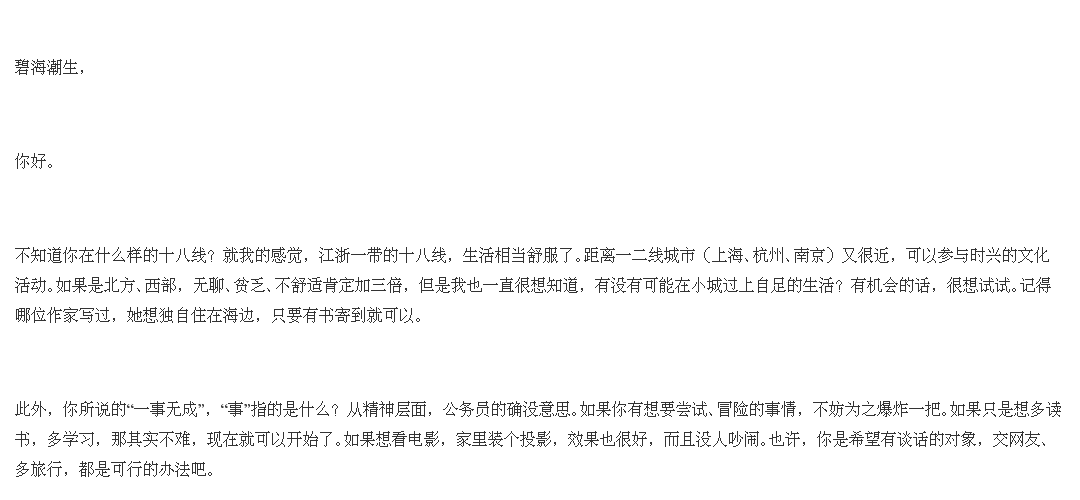 碧海潮生，
你好。
不知道你在什么样的十八线？就我的感觉，江浙一带的十八线，生活相当舒服了。距离一二线城市（上海、杭州、南京）又很近，可以参与时兴的文化
活动。如果是北方、西部，无聊、贫乏、不舒适肯定加三倍，但是我也一直很想知道，有没有可能在小城过上自足的生活？有机会的话，很想试试。记得
哪位作家写过，她想独自住在海边，只要有书寄到就可以。
此外，你所说的“一事无成”，“事”指的是什么？从精神层面，公务员的确没意思。如果你有想要尝试、冒险的事情，不妨为之爆炸一把。如果只是想多读
书，多学习，那其实不难，现在就可以开始了。如果想看电影，家里装个投影，效果也很好，而且没人吵闹。也许，你是希望有谈话的对象，交网友、
多旅行，都是可行的办法吧。